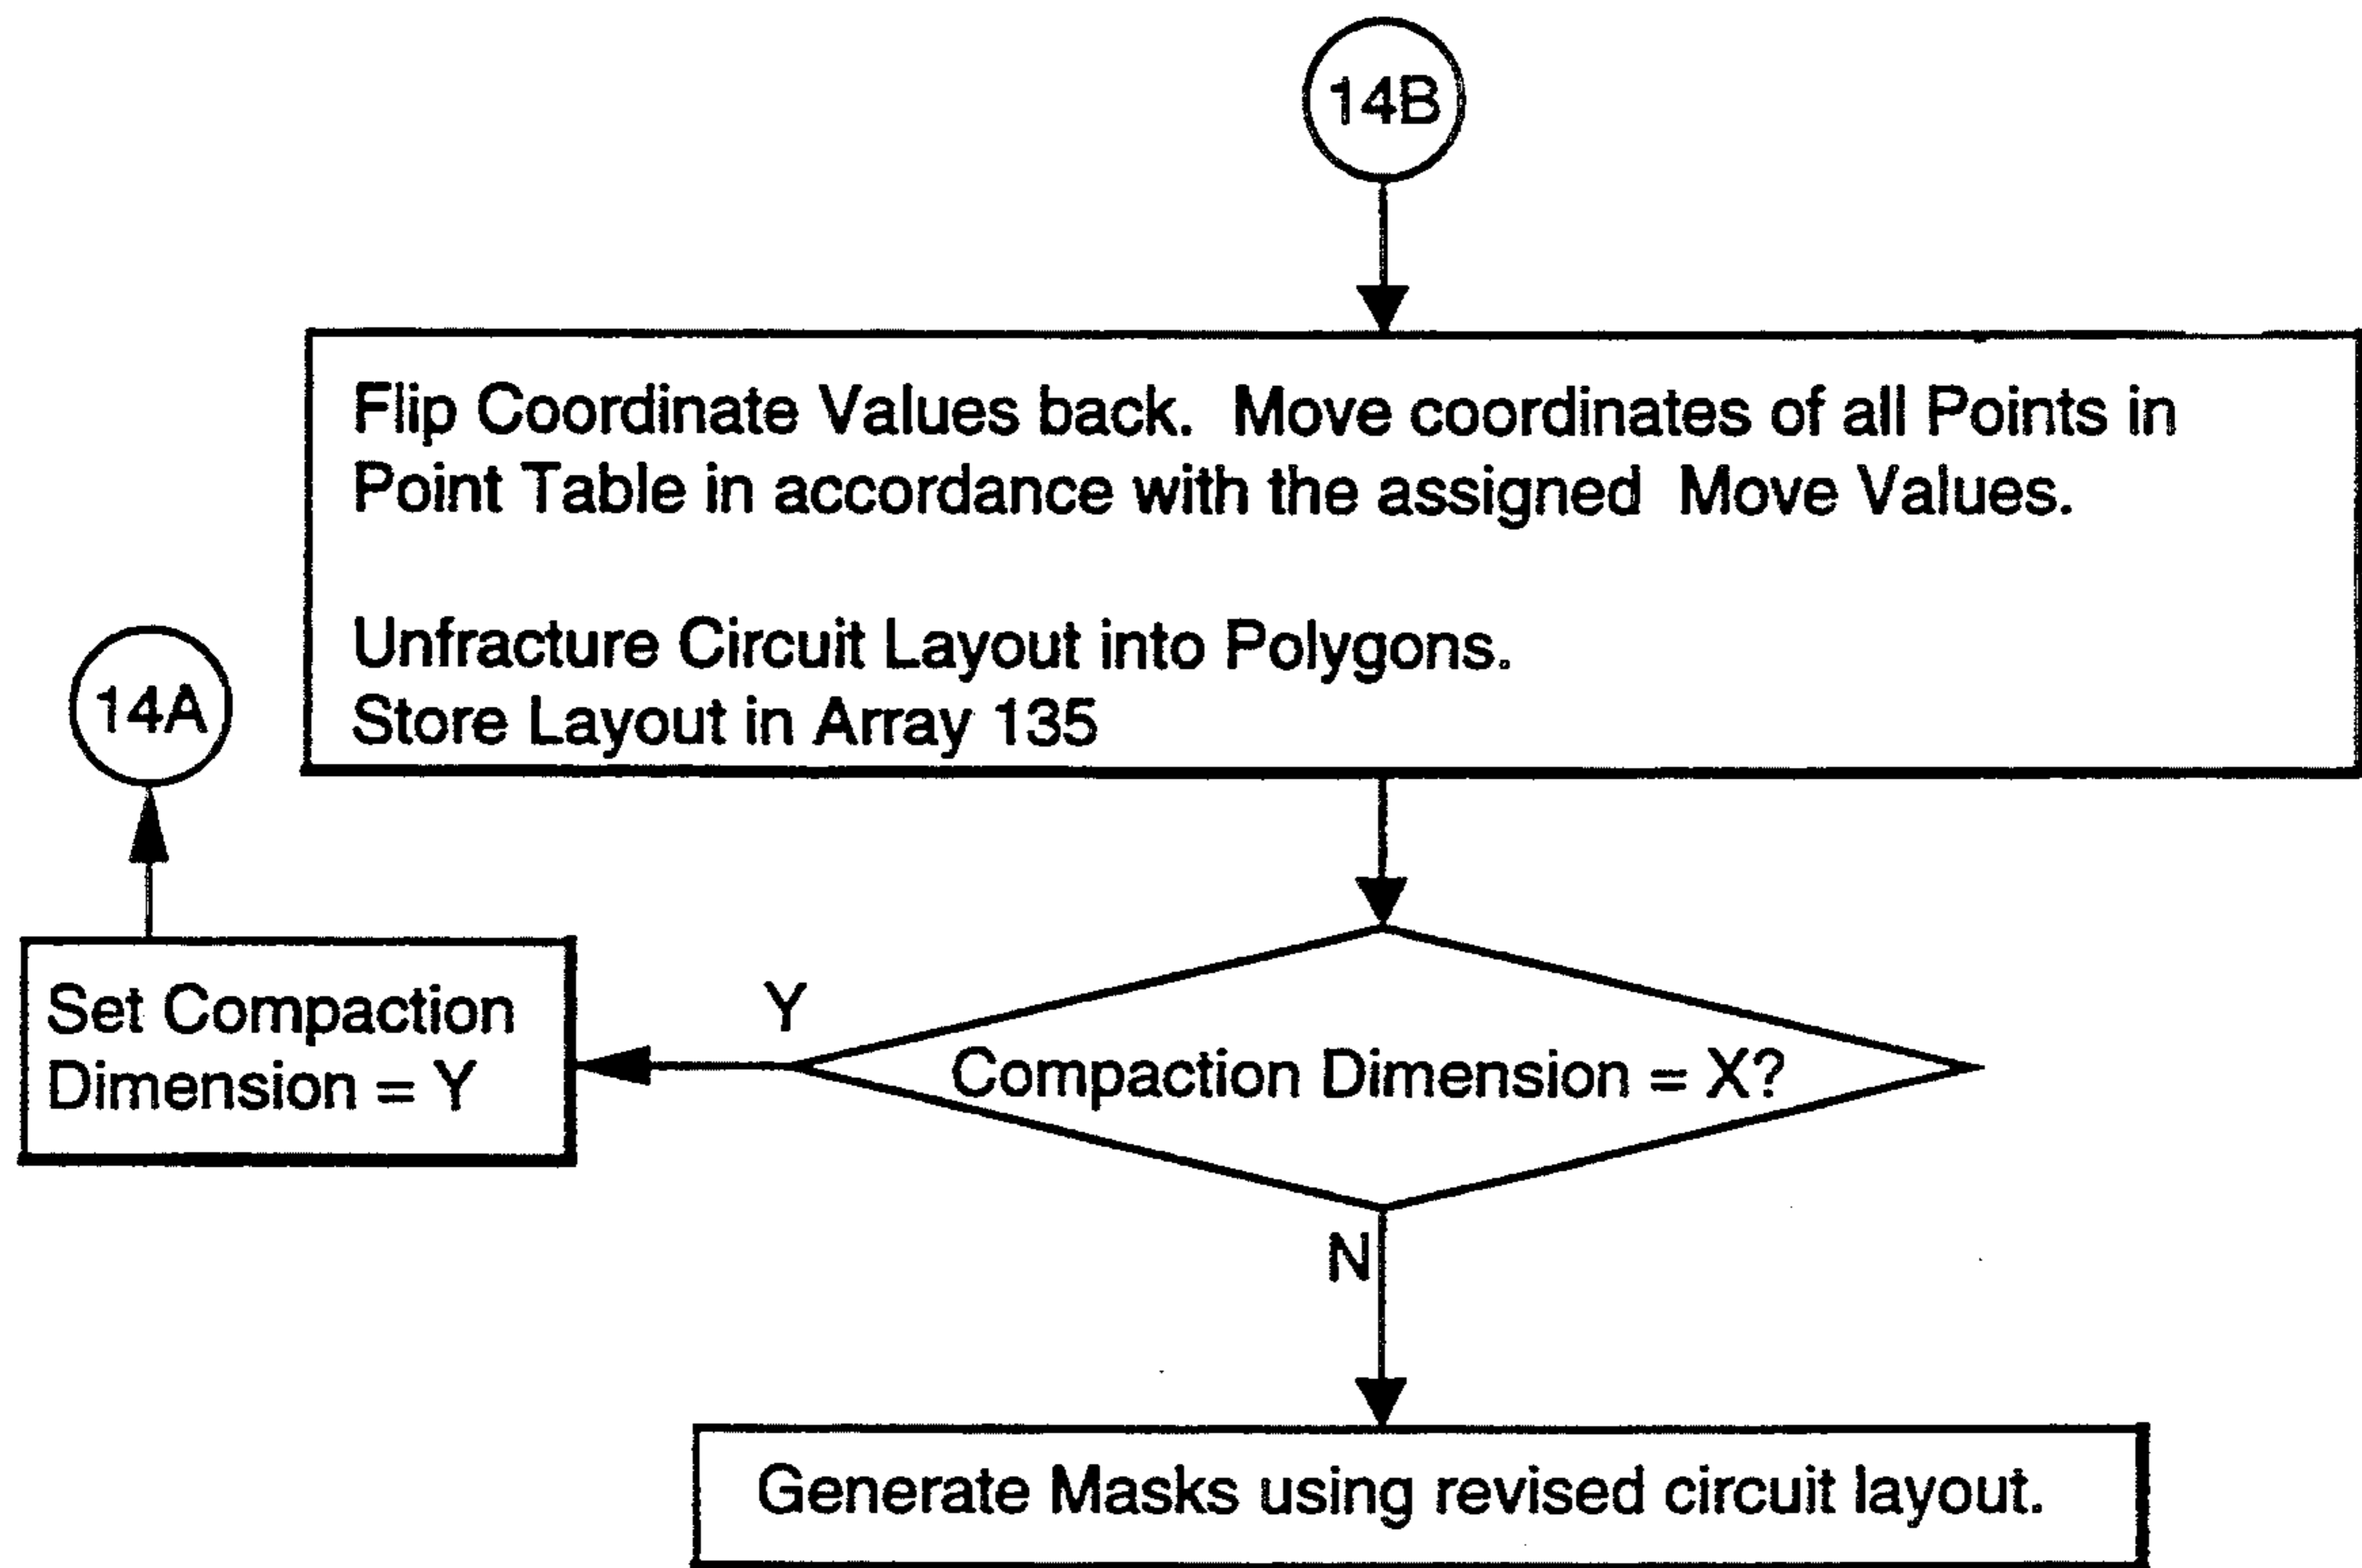 14B
Flip Coordinate Values back. Move coordinates of all Points in
Point Table in accordance with the assigned Move Values.
Unfracture Circuit Layout into Polygons.
Store Layout in Array 135
14A
Set Compaction
Dimension = Y
Y
Compaction Dimension = X?
N
Generate Masks using revised circuit layout.